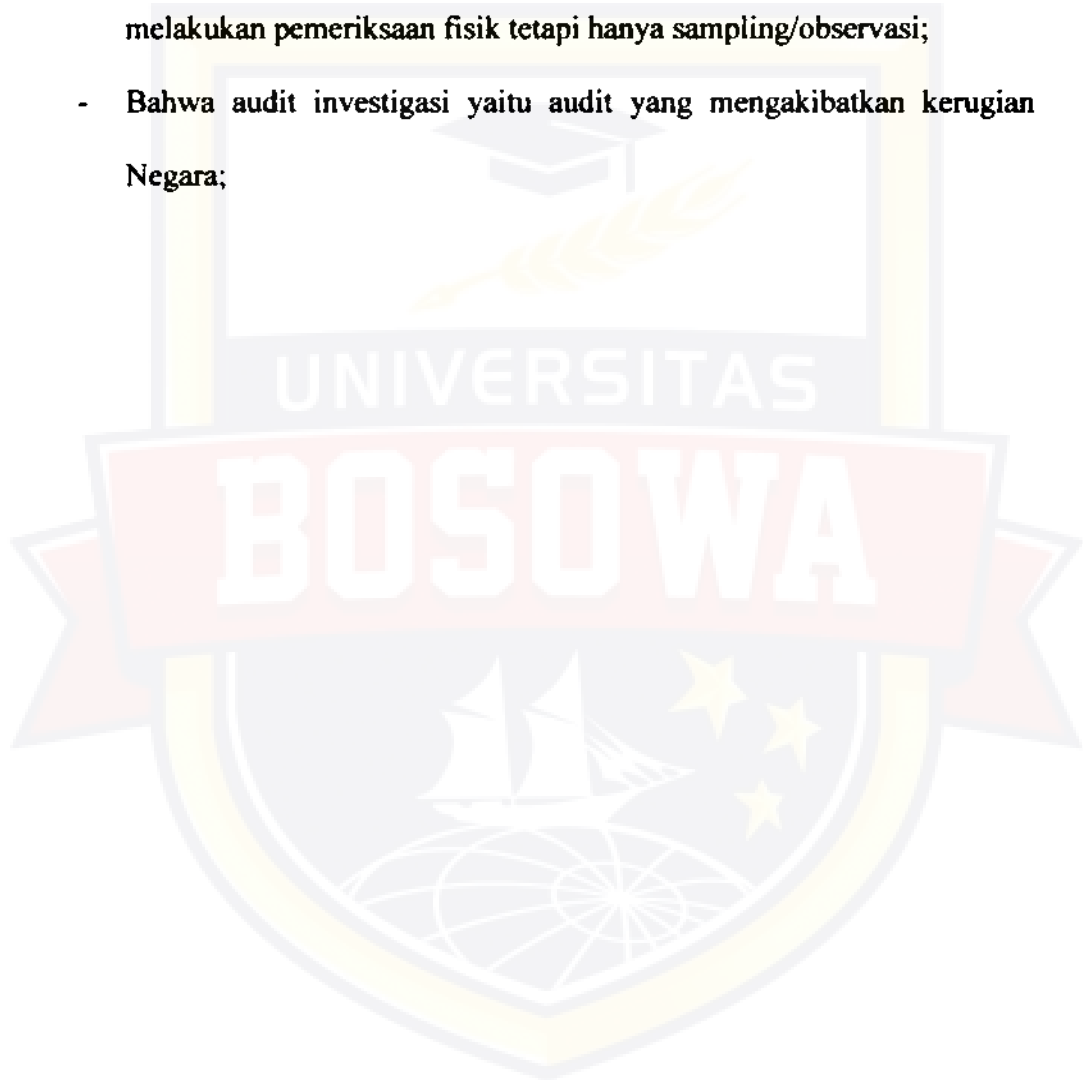 melakukan pemeriksaan fisik tetapi hanya sampling/observasi;
- Bahwa audit investigasi yaitu audit yang mengakibatkan kerugian
Negara;
UNIVERSITAS
BOSOWA